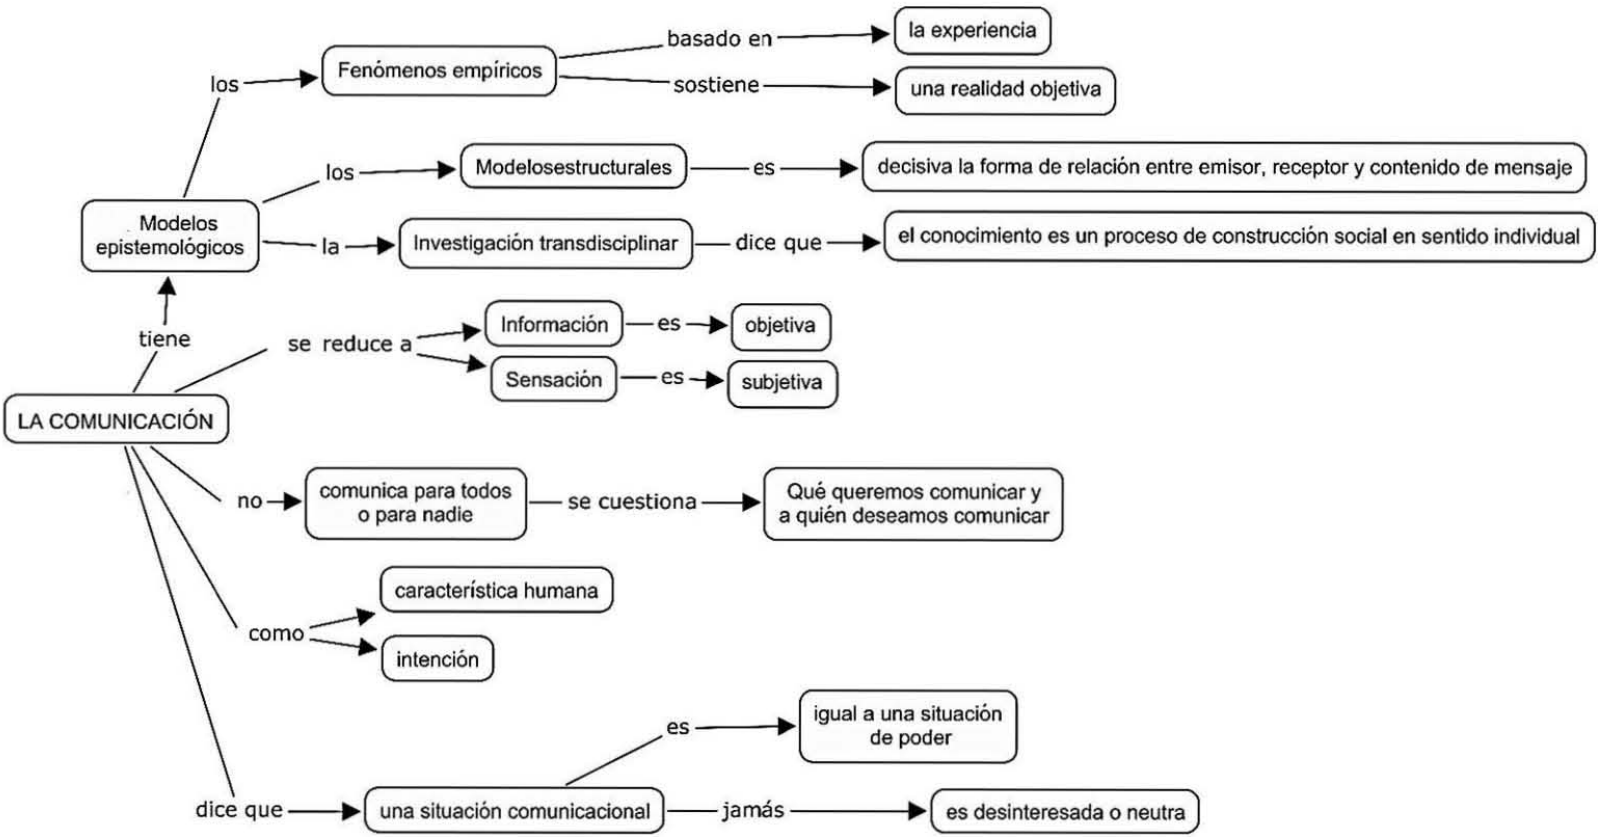 la experiencia
basado en
Fenómenos empíricos
los
sostiene
una realidad objetiva
los
Modelosestructurales
es
decisiva la forma de relación entre emisor, receptor y contenido de mensaje
Modelos
epistemológicos
la
Investigación transdisciplinar
dice que
el conocimiento es un proceso de construcción social en sentido individual
tiene
se reduce a
Información
es
objetiva
Sensación
es
subjetiva
LA COMUNICACIÓN
no
comunica para todos
o para nadie
se cuestiona
Qué queremos comunicar y
a quién deseamos comunicar
como
característica humana
intención
es
igual a una situación
de poder
dice que
una situación comunicacional
jamás
es desinteresada o neutra